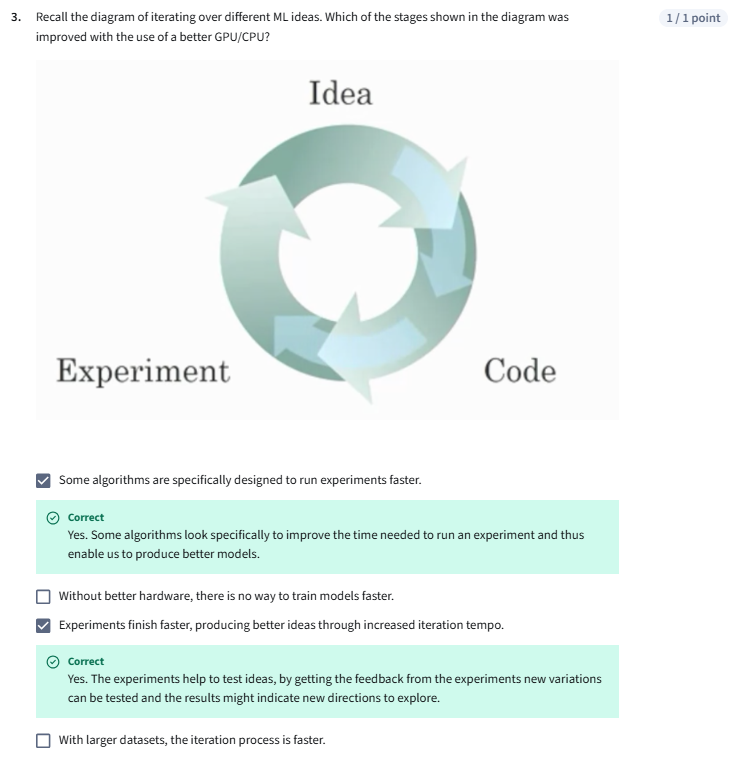 3. Recall the diagram of iterating over different ML ideas. Which of the stages shown in the diagram was
1 / 1 point
improved with the use of a better GPU/CPU?
Idea
Experiment
Code
Some algorithms are specifically designed to run experiments faster.
Correct
Yes. Some algorithms look specifically to improve the time needed to run an experiment and thus
enable us to produce better models.
Without better hardware, there is no way to train models faster.
Experiments finish faster, producing better ideas through increased iteration tempo.
Correct
Yes. The experiments help to test ideas, by getting the feedback from the experiments new variations
can be tested and the results might indicate new directions to explore.
With larger datasets, the iteration process is faster.